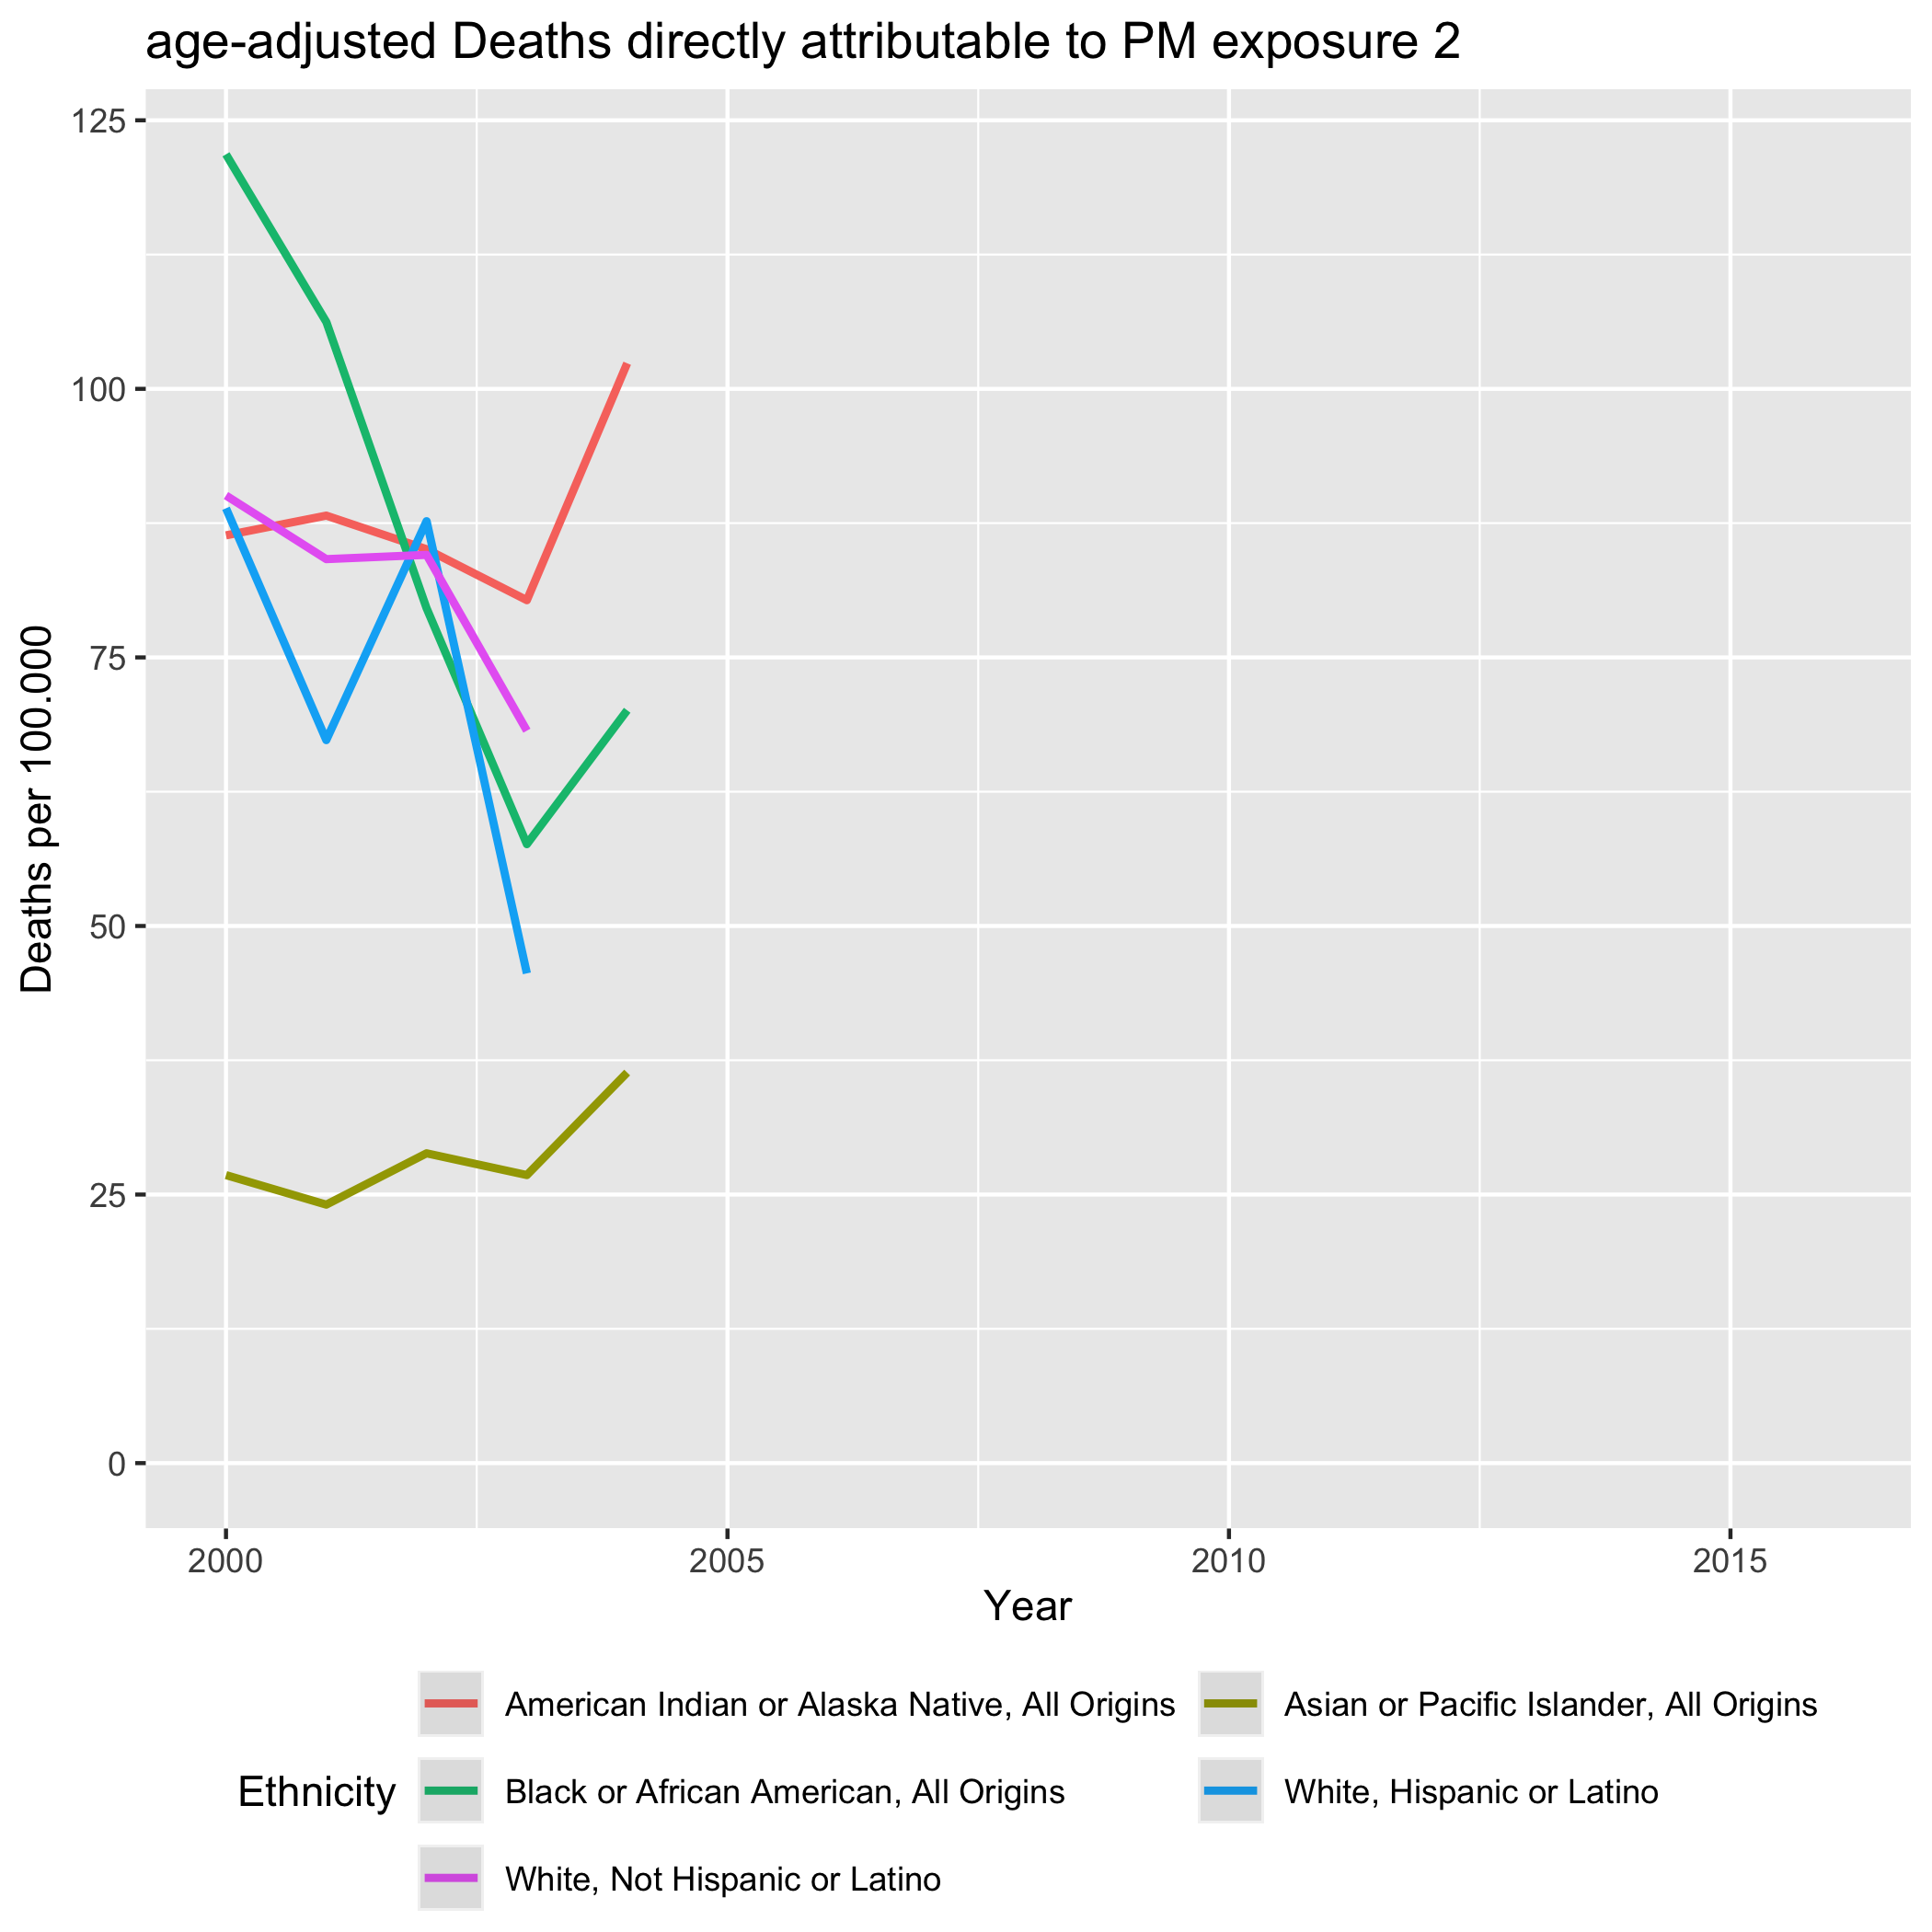 age-adjusted Deaths directly attributable to PM exposure 2
125
100
75
50
25
0
Deaths per 100.000
2000 2005 2010 2015
Year
Ethnicity
American Indian or Alaska Native, All Origins
Asian or Pacific Islander, All Origins
Black or African American, All Origins
White, Hispanic or Latino
White, Not Hispanic or Latino